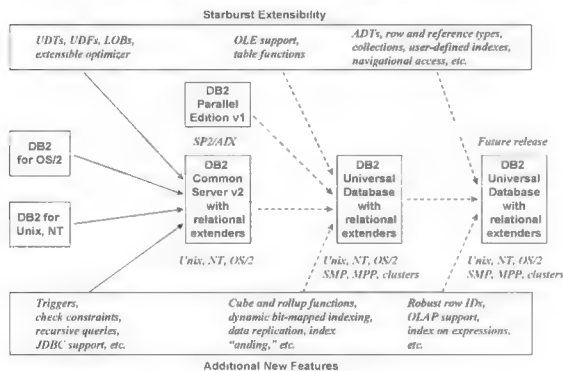 Starburst Extensibility
UDTs, UDFs, LOBs,
extensible optimizer
OLE support,
table functions
ADTs, row and reference types,
collections, user-defined indexes,
navigational access, etc.
DB2
Parallel
Edition v1
SP2/AIX
Future release
DB2
for OS/2
DB2 for
Unix, NT
DB2
Common
Server v2
with
relational
extenders
Unix, NT, OS/2
DB2
Universal
Database
with
relational
extenders
Unix, NT, OS/2
SMP, MPP, clusters
DB2
Universal
Database
with
relational
extenders
Unix, NT, OS/2
SMP, MPP, clusters
Triggers,
check constraints,
recursive queries,
JDBC support, etc.
Cube and rollup functions,
dynamic bit-mapped indexing,
data replication, index
"anding," etc.
Robust row IDs,
OLAP support,
index on expressions,
etc.
Additional New Features